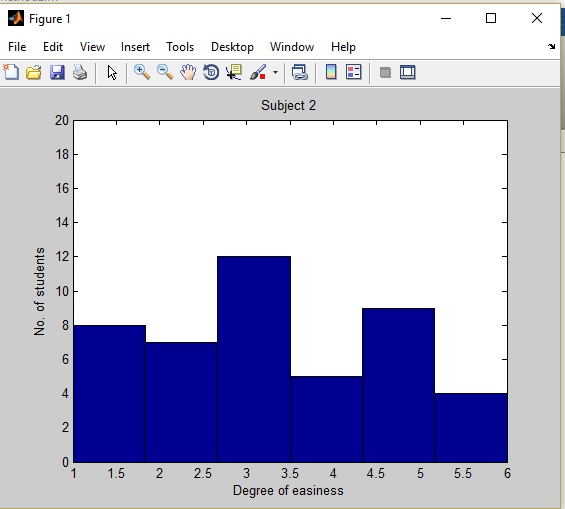 Figure 1
File Edit View Insert Tools Desktop Window Help
Subject 2
20
18
16
14
12
10
8
6
4
2
0
No. of students
1 1.5 2 2.5 3 3.5 4 4.5 5 5.5 6
Degree of easiness